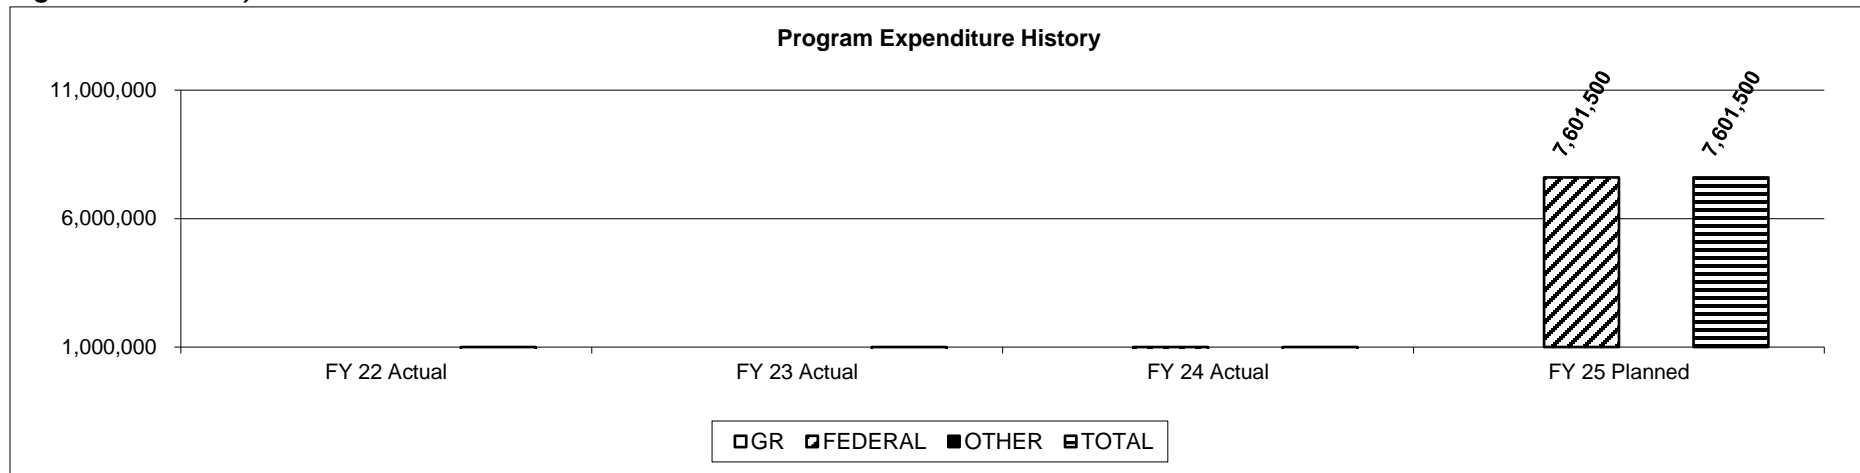 Program Expenditure History
11,000,000
6,000,000
1,000,000
7,601,500
7,601,500
FY 22 Actual
FY 23 Actual
FY 24 Actual
FY 25 Planned
GR FEDERAL OTHER TOTAL